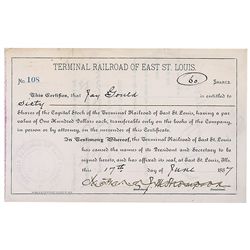 TERMINAL RAILROAD OF EAST ST. LOUIS.
No. 108 60 SHARES
This Certifies, that Jay Gould is entitled to
Sixty
Shares of the Capital Stock of the Terminal Railroad of East St. Louis, having a par
value of One Hundred Dollars each, transferable only on the books of the Company,
in person or by attorney, on the surrender of this Certificate.
In Testimony Whereof, the Terminal Railroad of East St. Louis
has caused the names of its President and Secretary to be
signed hereto, and has affixed its seal, at East St. Louis, Ills.
this 17th day of June 1887